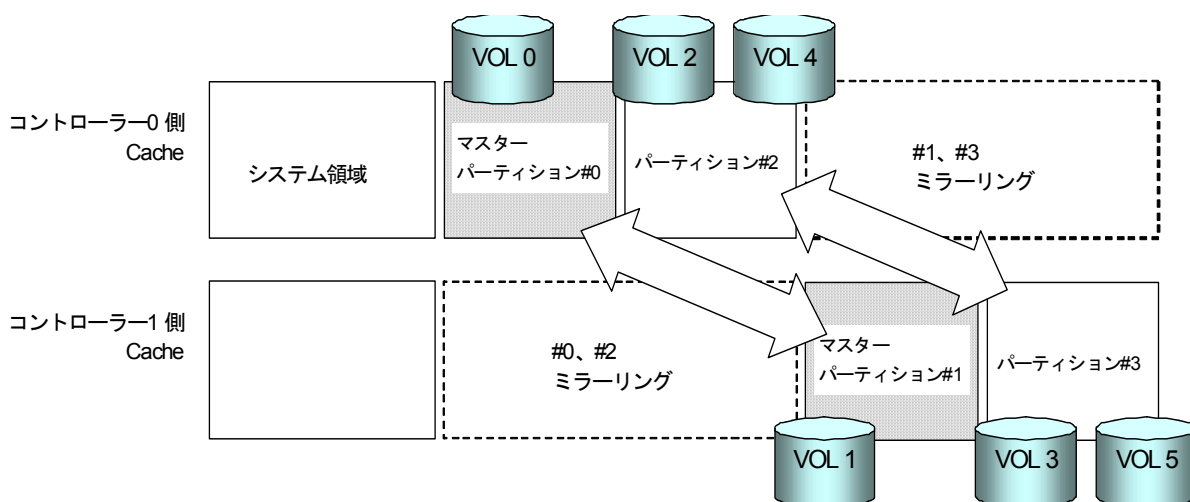 VOL 0
VOL 2
VOL 4
コントローラー0 側
Cache
システム領域
マスター
パーティション#0
パーティション#2
#1、#3
ミラーリング
コントローラー1 側
Cache
#0、#2
ミラーリング
マスター
パーティション#1
パーティション#3
VOL 1
VOL 3
VOL 5